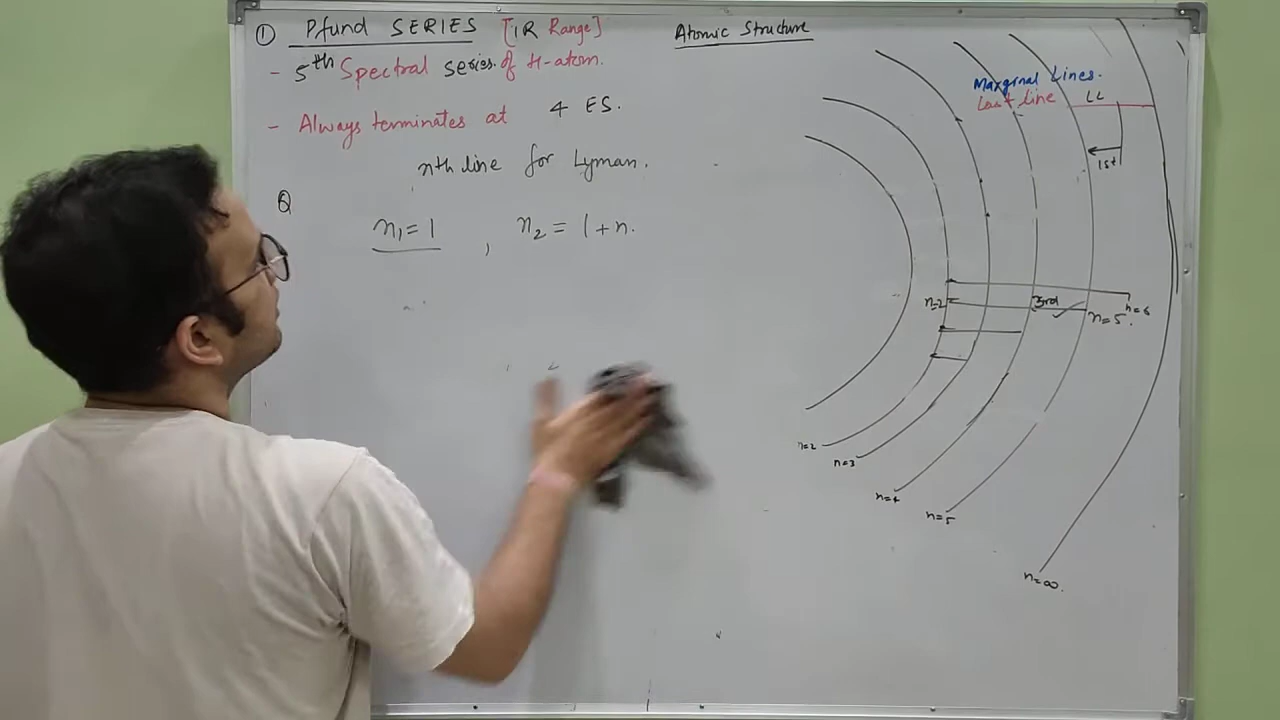 ① Pfund SERIES [IR Range]
Atomic Structure
- 5th Spectral series of H-atom.
- Always terminates at 4 ES.
nth line for Lyman.
Q
n₁ = 1 , n₂ = 1 + n.
Marginal Lines.
Last line LL
1st
n=2 3rd n=5. n=6
n=2
n=3
n=4
n=5
n=∞